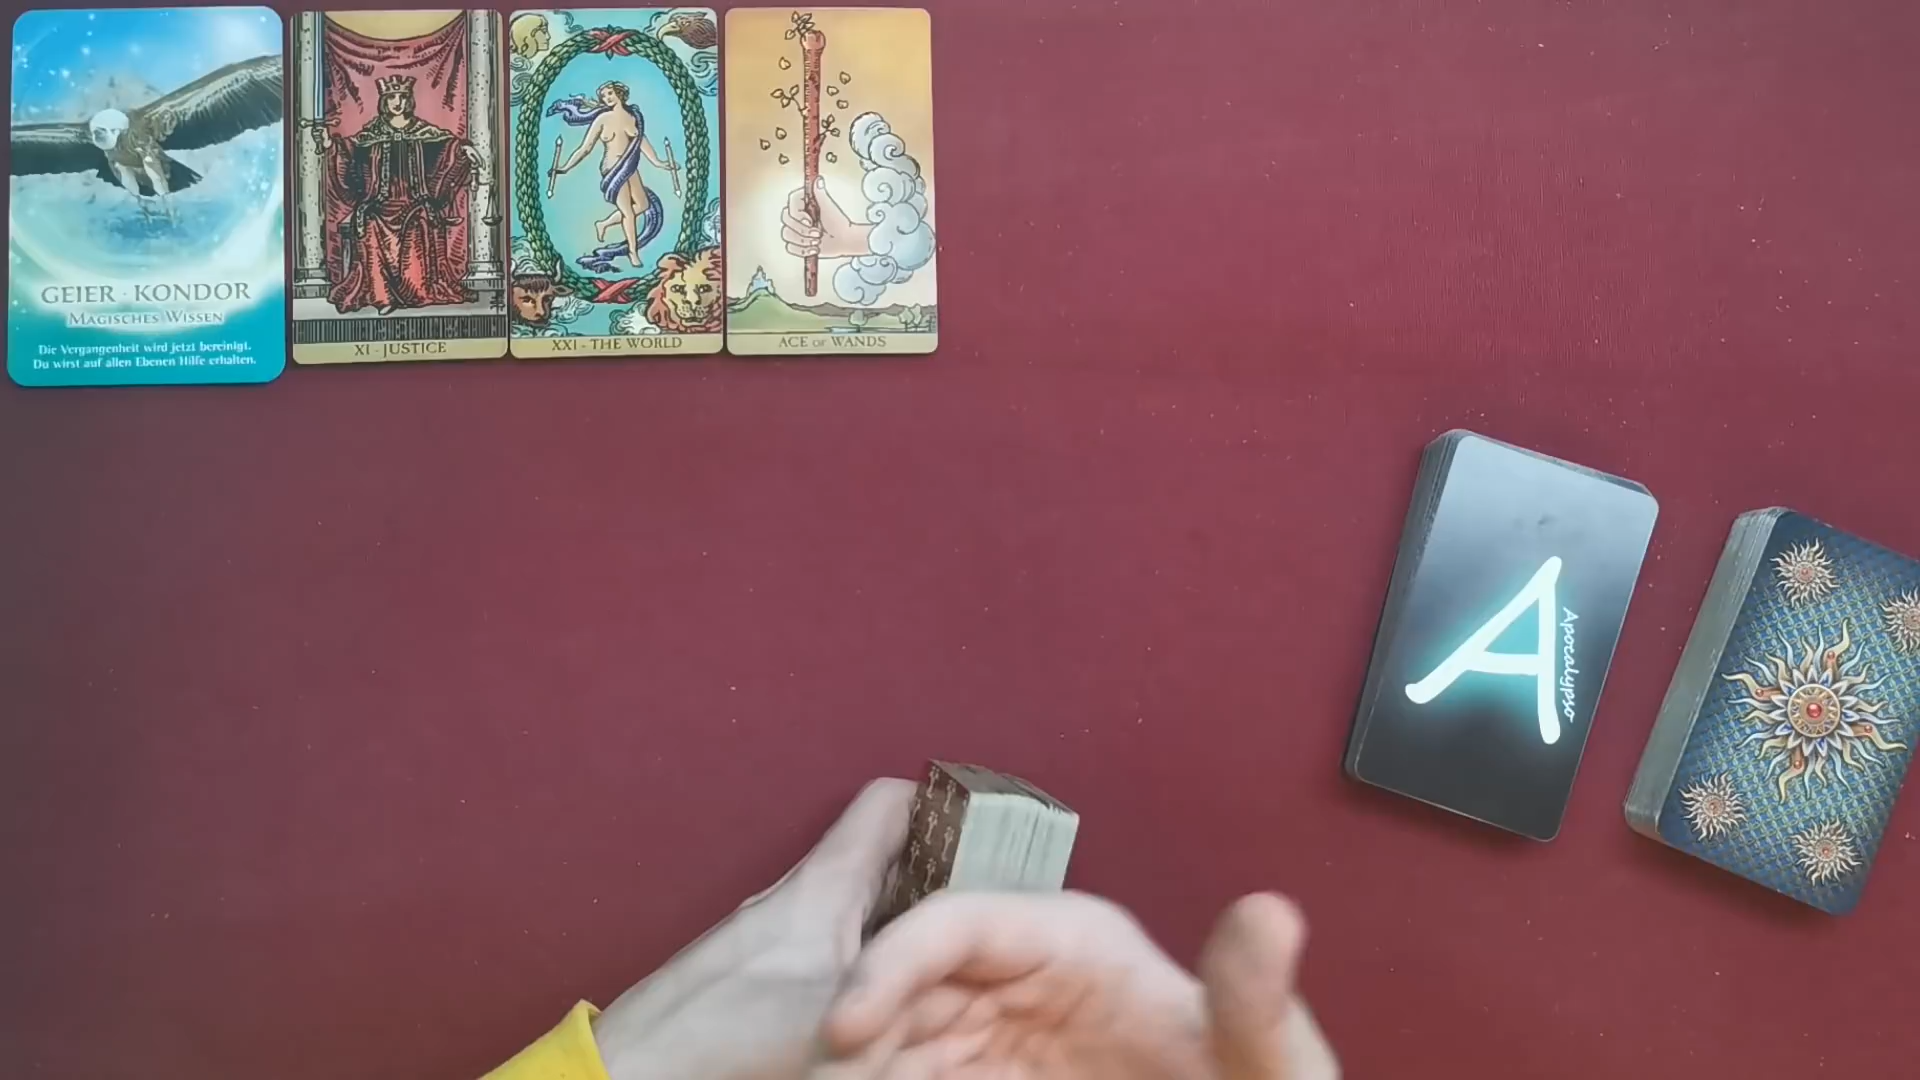 GEIER · KONDOR
MAGISCHES WISSEN
Die Vergangenheit wird jetzt bereinigt.
Du wirst auf allen Ebenen Hilfe erhalten.
XI - JUSTICE
XXI - THE WORLD
ACE OF WANDS
A
Apocalypso